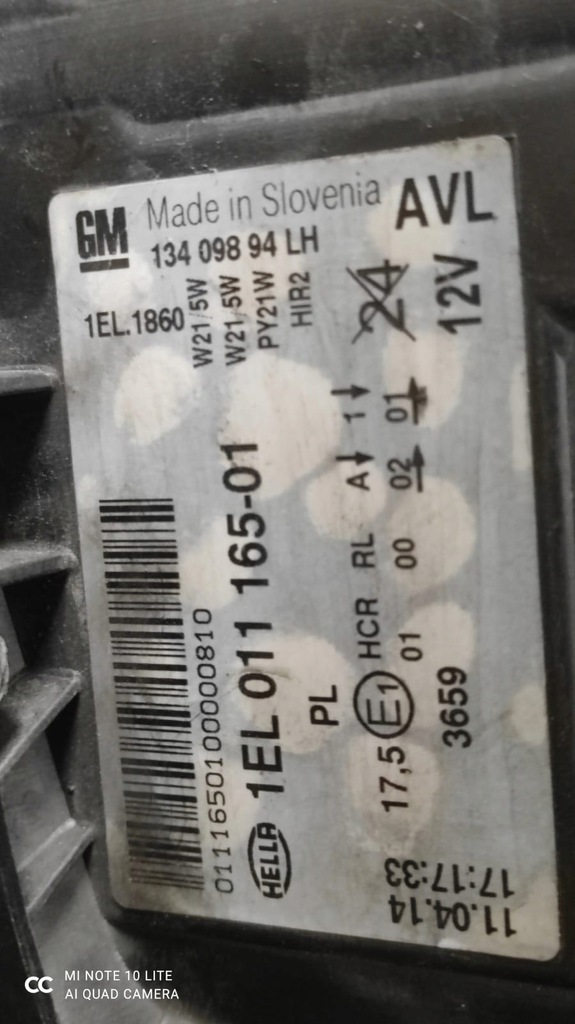 GM
Made in Slovenia
AVL
134 098 94 LH
1EL.1860
W21/5W
W21/5W
PY21W
HIR2
24
12V
0111650100000810
HELLA 1EL 011 165-01
PL
17,5 E1 HCR RL A 1
01 00 02 01
3659
11.04.14
17:17:33
MI NOTE 10 LITE
AI QUAD CAMERA